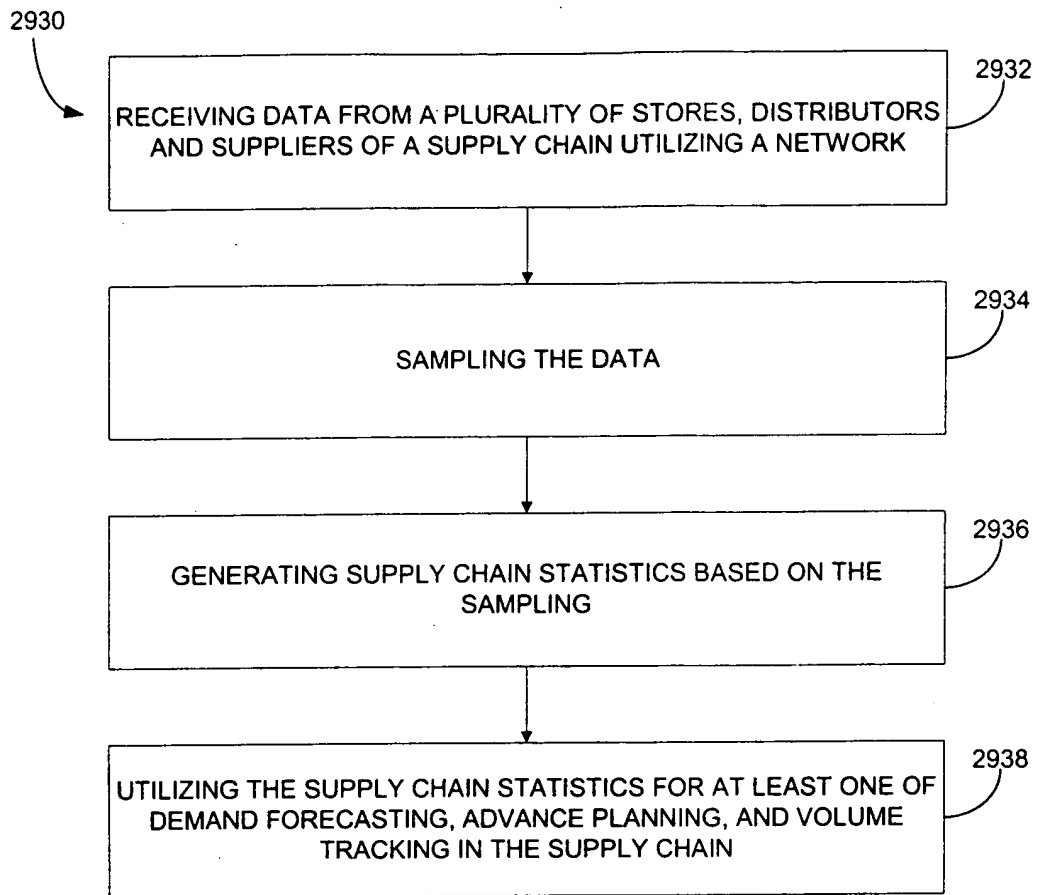 2930
2932
RECEIVING DATA FROM A PLURALITY OF STORES, DISTRIBUTORS
AND SUPPLIERS OF A SUPPLY CHAIN UTILIZING A NETWORK
2934
SAMPLING THE DATA
2936
GENERATING SUPPLY CHAIN STATISTICS BASED ON THE
SAMPLING
2938
UTILIZING THE SUPPLY CHAIN STATISTICS FOR AT LEAST ONE OF
DEMAND FORECASTING, ADVANCE PLANNING, AND VOLUME
TRACKING IN THE SUPPLY CHAIN